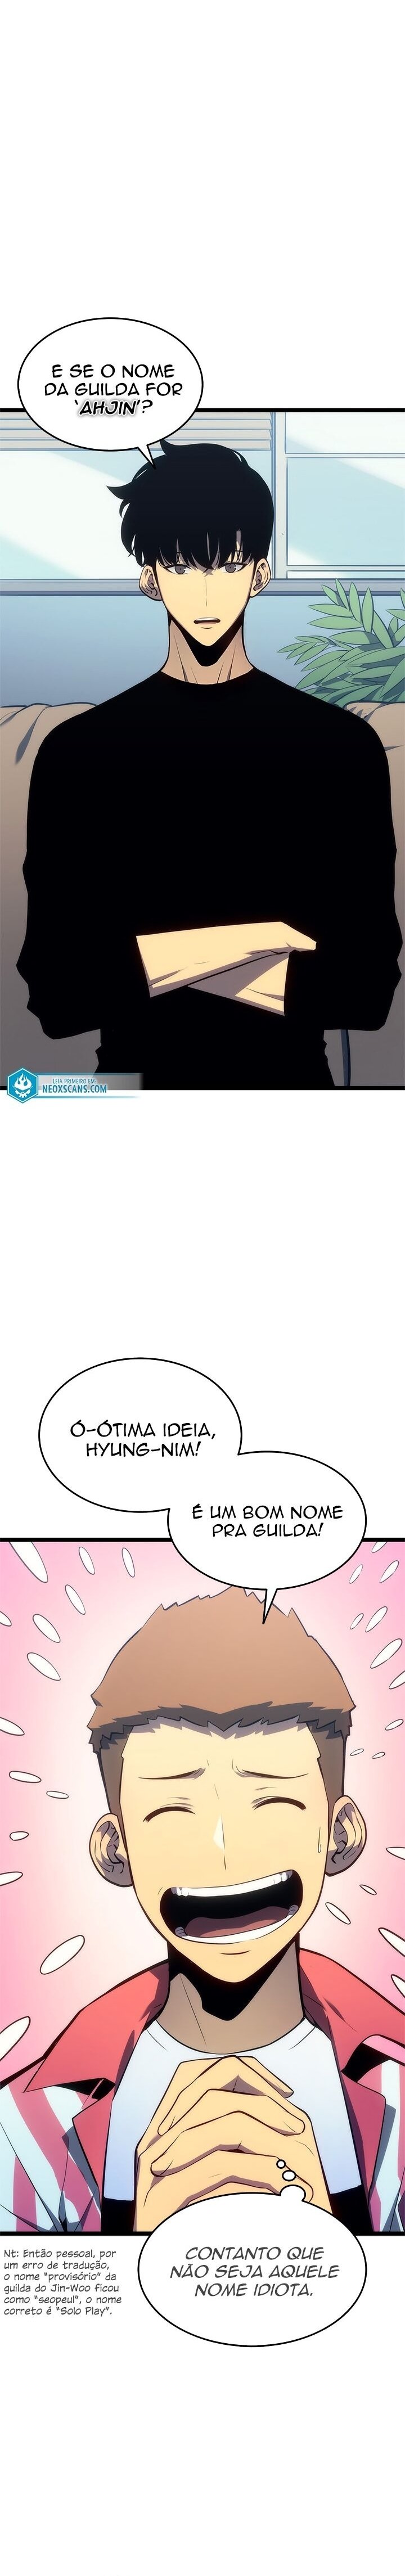 E SE O NOME
DA GUILDA FOR
'AHJIN'?
LEIA PRIMEIRO EM
NEOXSCANS.COM
Ó-ÓTIMA IDEIA,
HYUNG-NIM!
É UM BOM NOME
PRA GUILDA!
Nt: Então pessoal, por
um erro de tradução,
o nome "provisório" da
guilda do Jin-Woo ficou
como "seopeul", o nome
correto é "Solo Play".
CONTANTO QUE
NÃO SEJA AQUELE
NOME IDIOTA.